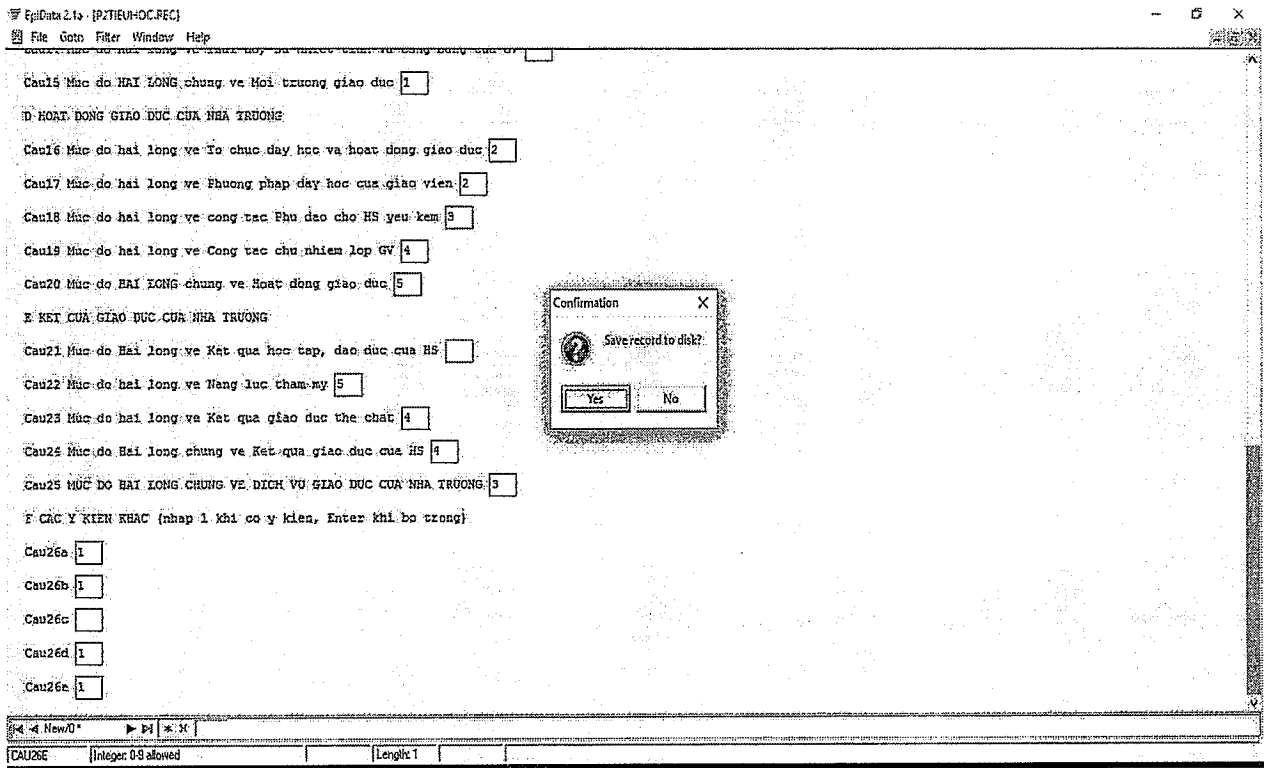 EpiData 2.1a - [P2TIEUHOC.REC]
File Goto Filter Window Help
Cau15 Muc do HAI LONG chung ve Moi truong giao duc 1
D HOAT DONG GIAO DUC CUA NHA TRUONG
Cau16 Muc do hai long ve To chuc day hoc va hoat dong giao duc 2
Cau17 Muc do hai long ve Phuong phap day hoc cua giao vien 2
Cau18 Muc do hai long ve cong tac Phu dao cho HS yeu kem 3
Cau19 Muc do hai long ve Cong tac chu nhiem lop GV 4
Cau20 Muc do HAI LONG chung ve Hoat dong giao duc 5
E KET CUA GIAO DUC CUA NHA TRUONG
Cau21 Muc do Hai long ve Ket qua hoc tap, dao duc cua HS
Cau22 Muc do hai long ve Nang luc tham my 5
Cau23 Muc do hai long ve Ket qua giao duc the chat 4
Cau24 Muc do Hai long chung ve Ket qua giao duc cua HS 4
Cau25 MUC DO HAI LONG CHUNG VE DICH VU GIAO DUC CUA NHA TRUONG 3
F CAC Y KIEN KHAC {nhap 1 khi co y kien, Enter khi bo trong}
Cau26a 1
Cau26b 1
Cau26c
Cau26d 1
Cau26e 1
Confirmation
Save record to disk?
Yes No
New/0 *
CAU26E Integer: 0-9 allowed Length: 1